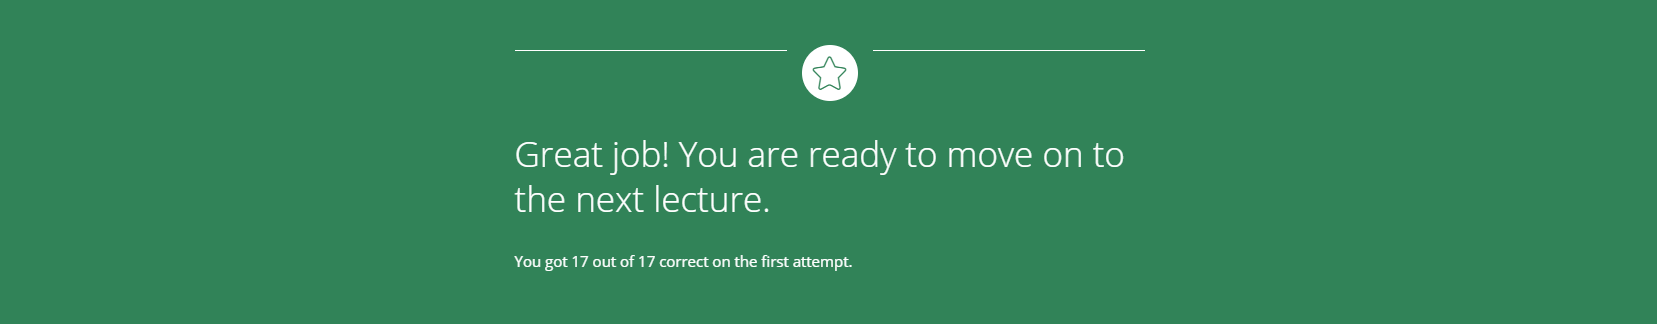 Great job! You are ready to move on to
the next lecture.
You got 17 out of 17 correct on the first attempt.